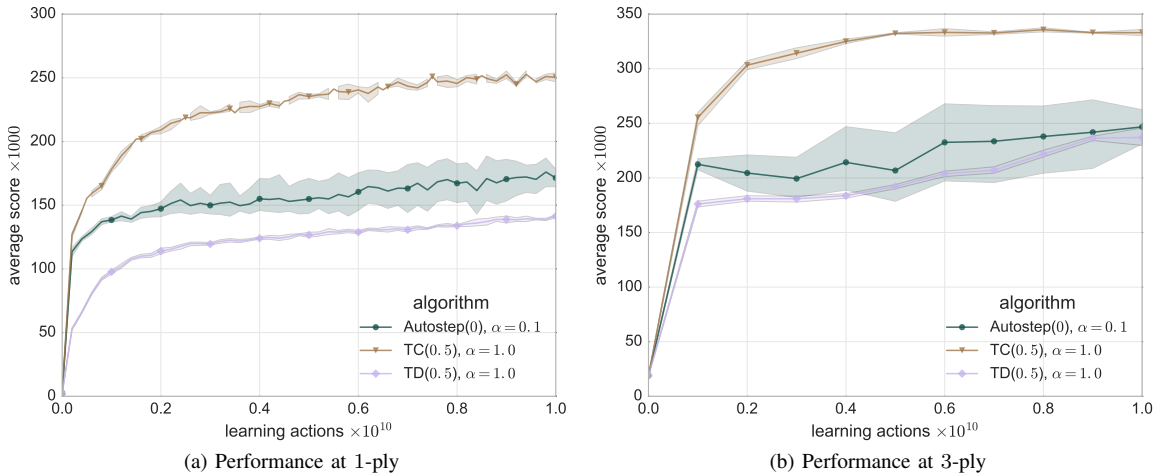 300
250
200
150
100
50
0
average score ×1000
0.0 0.2 0.4 0.6 0.8 1.0
learning actions ×10^10
algorithm
Autostep(0), α = 0.1
TC(0.5), α = 1.0
TD(0.5), α = 1.0
(a) Performance at 1-ply
350
300
250
200
150
100
50
0
average score ×1000
0.0 0.2 0.4 0.6 0.8 1.0
learning actions ×10^10
algorithm
Autostep(0), α = 0.1
TC(0.5), α = 1.0
TD(0.5), α = 1.0
(b) Performance at 3-ply